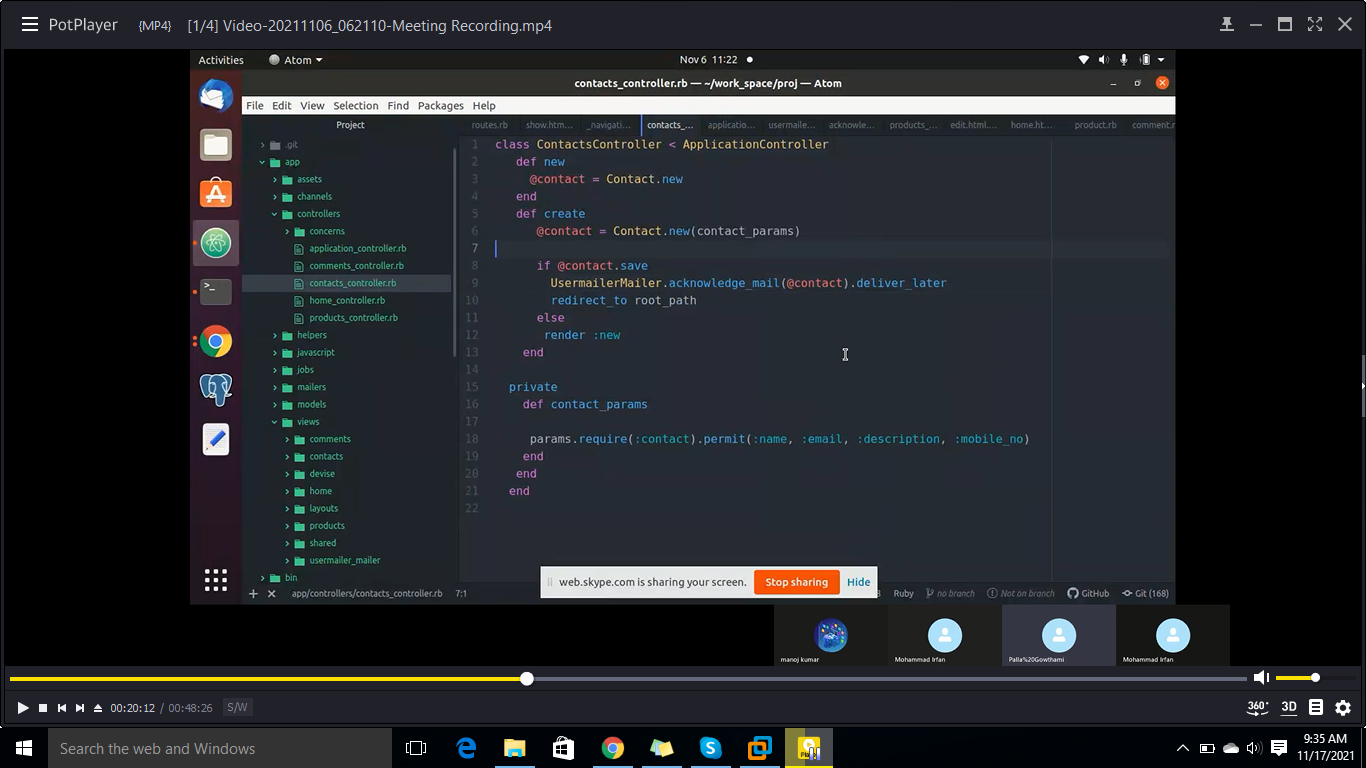 PotPlayer {MP4} [1/4] Video-20211106_062110-Meeting Recording.mp4
Activities Atom Nov 6 11:22
contacts_controller.rb — ~/work_space/proj — Atom
File Edit View Selection Find Packages Help
Project
routes.rb show.htm... _navigati... contacts_... applicatio... usermaile... acknowle... products_... edit.html.... home.ht... product.rb comment.r
.git
app
assets
channels
controllers
concerns
application_controller.rb
comments_controller.rb
contacts_controller.rb
home_controller.rb
products_controller.rb
helpers
javascript
jobs
mailers
models
views
comments
contacts
devise
home
layouts
products
shared
usermailer_mailer
bin
1 class ContactsController < ApplicationController
2 def new
3 @contact = Contact.new
4 end
5 def create
6 @contact = Contact.new(contact_params)
7
8 if @contact.save
9 UsermailerMailer.acknowledge_mail(@contact).deliver_later
10 redirect_to root_path
11 else
12 render :new
13 end
14
15 private
16 def contact_params
17
18 params.require(:contact).permit(:name, :email, :description, :mobile_no)
19 end
20 end
21 end
22
web.skype.com is sharing your screen. Stop sharing Hide
app/controllers/contacts_controller.rb 7:1 8 Ruby no branch Not on branch GitHub Git (168)
manoj kumar Mohammad Irfan Palla%20Gowthami Mohammad Irfan
00:20:12 / 00:48:26 S/W 360° 3D
Search the web and Windows
9:35 AM
11/17/2021